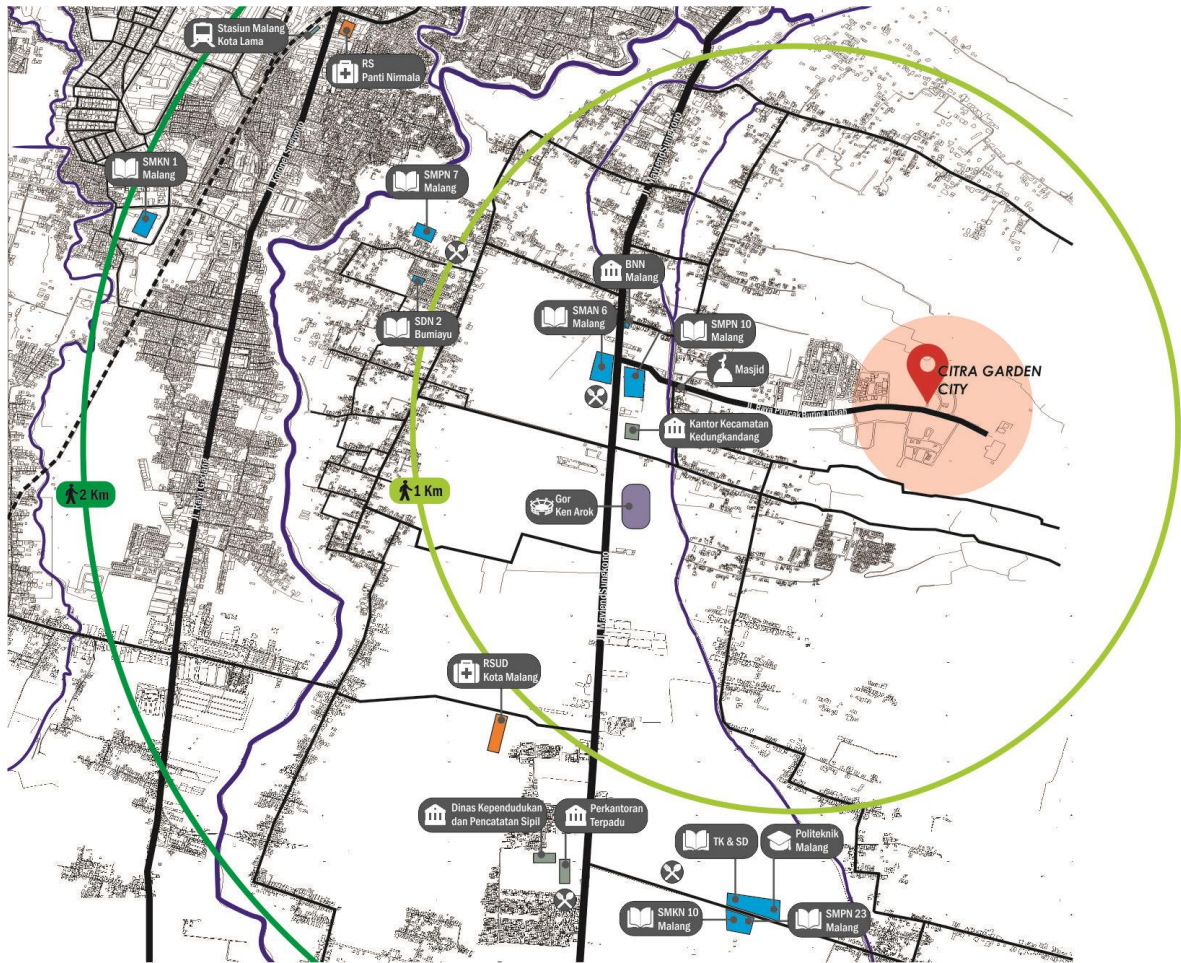 Stasiun Malang
Kota Lama
RS
Panti Nirmala
SMKN 1
Malang
SMPN 7
Malang
BNN
Malang
SDN 2
Bumiayu
SMAN 6
Malang
SMPN 10
Malang
Masjid
CITRA GARDEN
CITY
Kantor Kecamatan
Kedungkandang
2 Km
1 Km
Gor
Ken Arok
RSUD
Kota Malang
Dinas Kependudukan
dan Pencatatan Sipil
Perkantoran
Terpadu
TK & SD
Politeknik
Malang
SMKN 10
Malang
SMPN 23
Malang